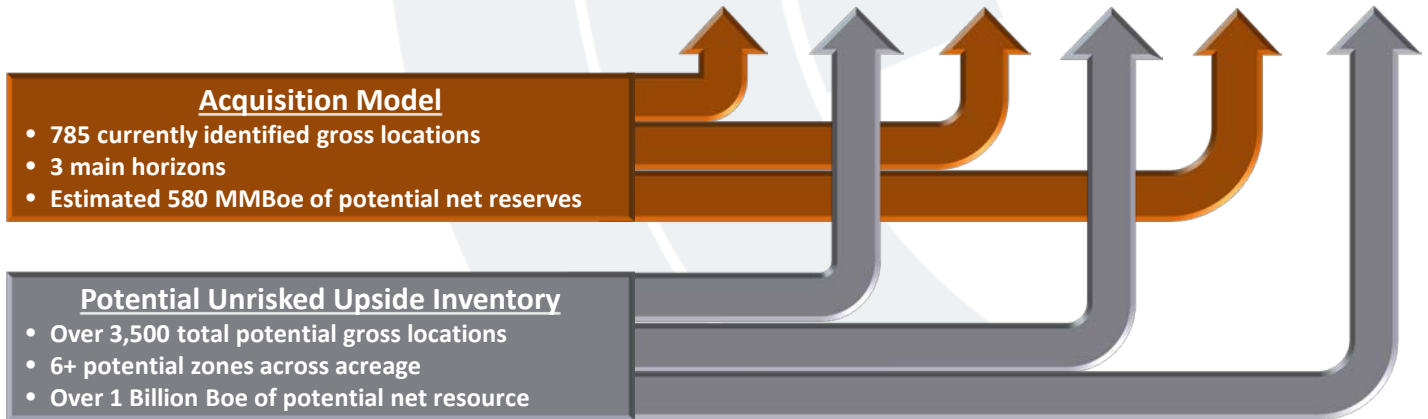 Acquisition Model
• 785 currently identified gross locations
• 3 main horizons
• Estimated 580 MMBoe of potential net reserves
Potential Unrisked Upside Inventory
• Over 3,500 total potential gross locations
• 6+ potential zones across acreage
• Over 1 Billion Boe of potential net resource